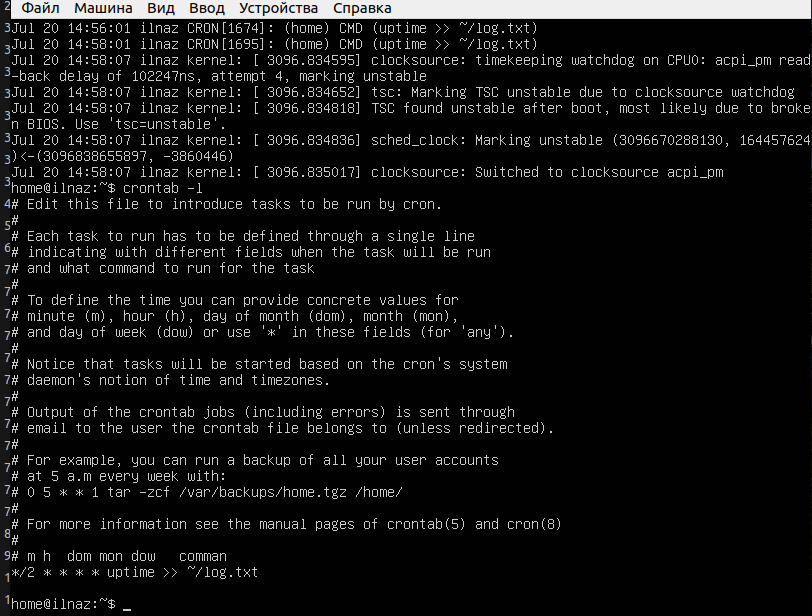 Файл Машина Вид Ввод Устройства Справка
Jul 20 14:56:01 ilnaz CRON[1674]: (home) CMD (uptime >> ~/log.txt)
Jul 20 14:58:01 ilnaz CRON[1695]: (home) CMD (uptime >> ~/log.txt)
Jul 20 14:58:07 ilnaz kernel: [ 3096.834595] clocksource: timekeeping watchdog on CPU0: acpi_pm read
-back delay of 102247ns, attempt 4, marking unstable
Jul 20 14:58:07 ilnaz kernel: [ 3096.834652] tsc: Marking TSC unstable due to clocksource watchdog
Jul 20 14:58:07 ilnaz kernel: [ 3096.834818] TSC found unstable after boot, most likely due to broke
n BIOS. Use 'tsc=unstable'.
Jul 20 14:58:07 ilnaz kernel: [ 3096.834836] sched_clock: Marking unstable (3096670288130, 164457624
)<-(3096838655897, -3860446)
Jul 20 14:58:07 ilnaz kernel: [ 3096.835017] clocksource: Switched to clocksource acpi_pm
home@ilnaz:~$ crontab -l
# Edit this file to introduce tasks to be run by cron.
#
# Each task to run has to be defined through a single line
# indicating with different fields when the task will be run
# and what command to run for the task
#
# To define the time you can provide concrete values for
# minute (m), hour (h), day of month (dom), month (mon),
# and day of week (dow) or use '*' in these fields (for 'any').
#
# Notice that tasks will be started based on the cron's system
# daemon's notion of time and timezones.
#
# Output of the crontab jobs (including errors) is sent through
# email to the user the crontab file belongs to (unless redirected).
#
# For example, you can run a backup of all your user accounts
# at 5 a.m every week with:
# 0 5 * * 1 tar -zcf /var/backups/home.tgz /home/
#
# For more information see the manual pages of crontab(5) and cron(8)
#
# m h  dom mon dow   comman
*/2 * * * * uptime >> ~/log.txt
home@ilnaz:~$ _